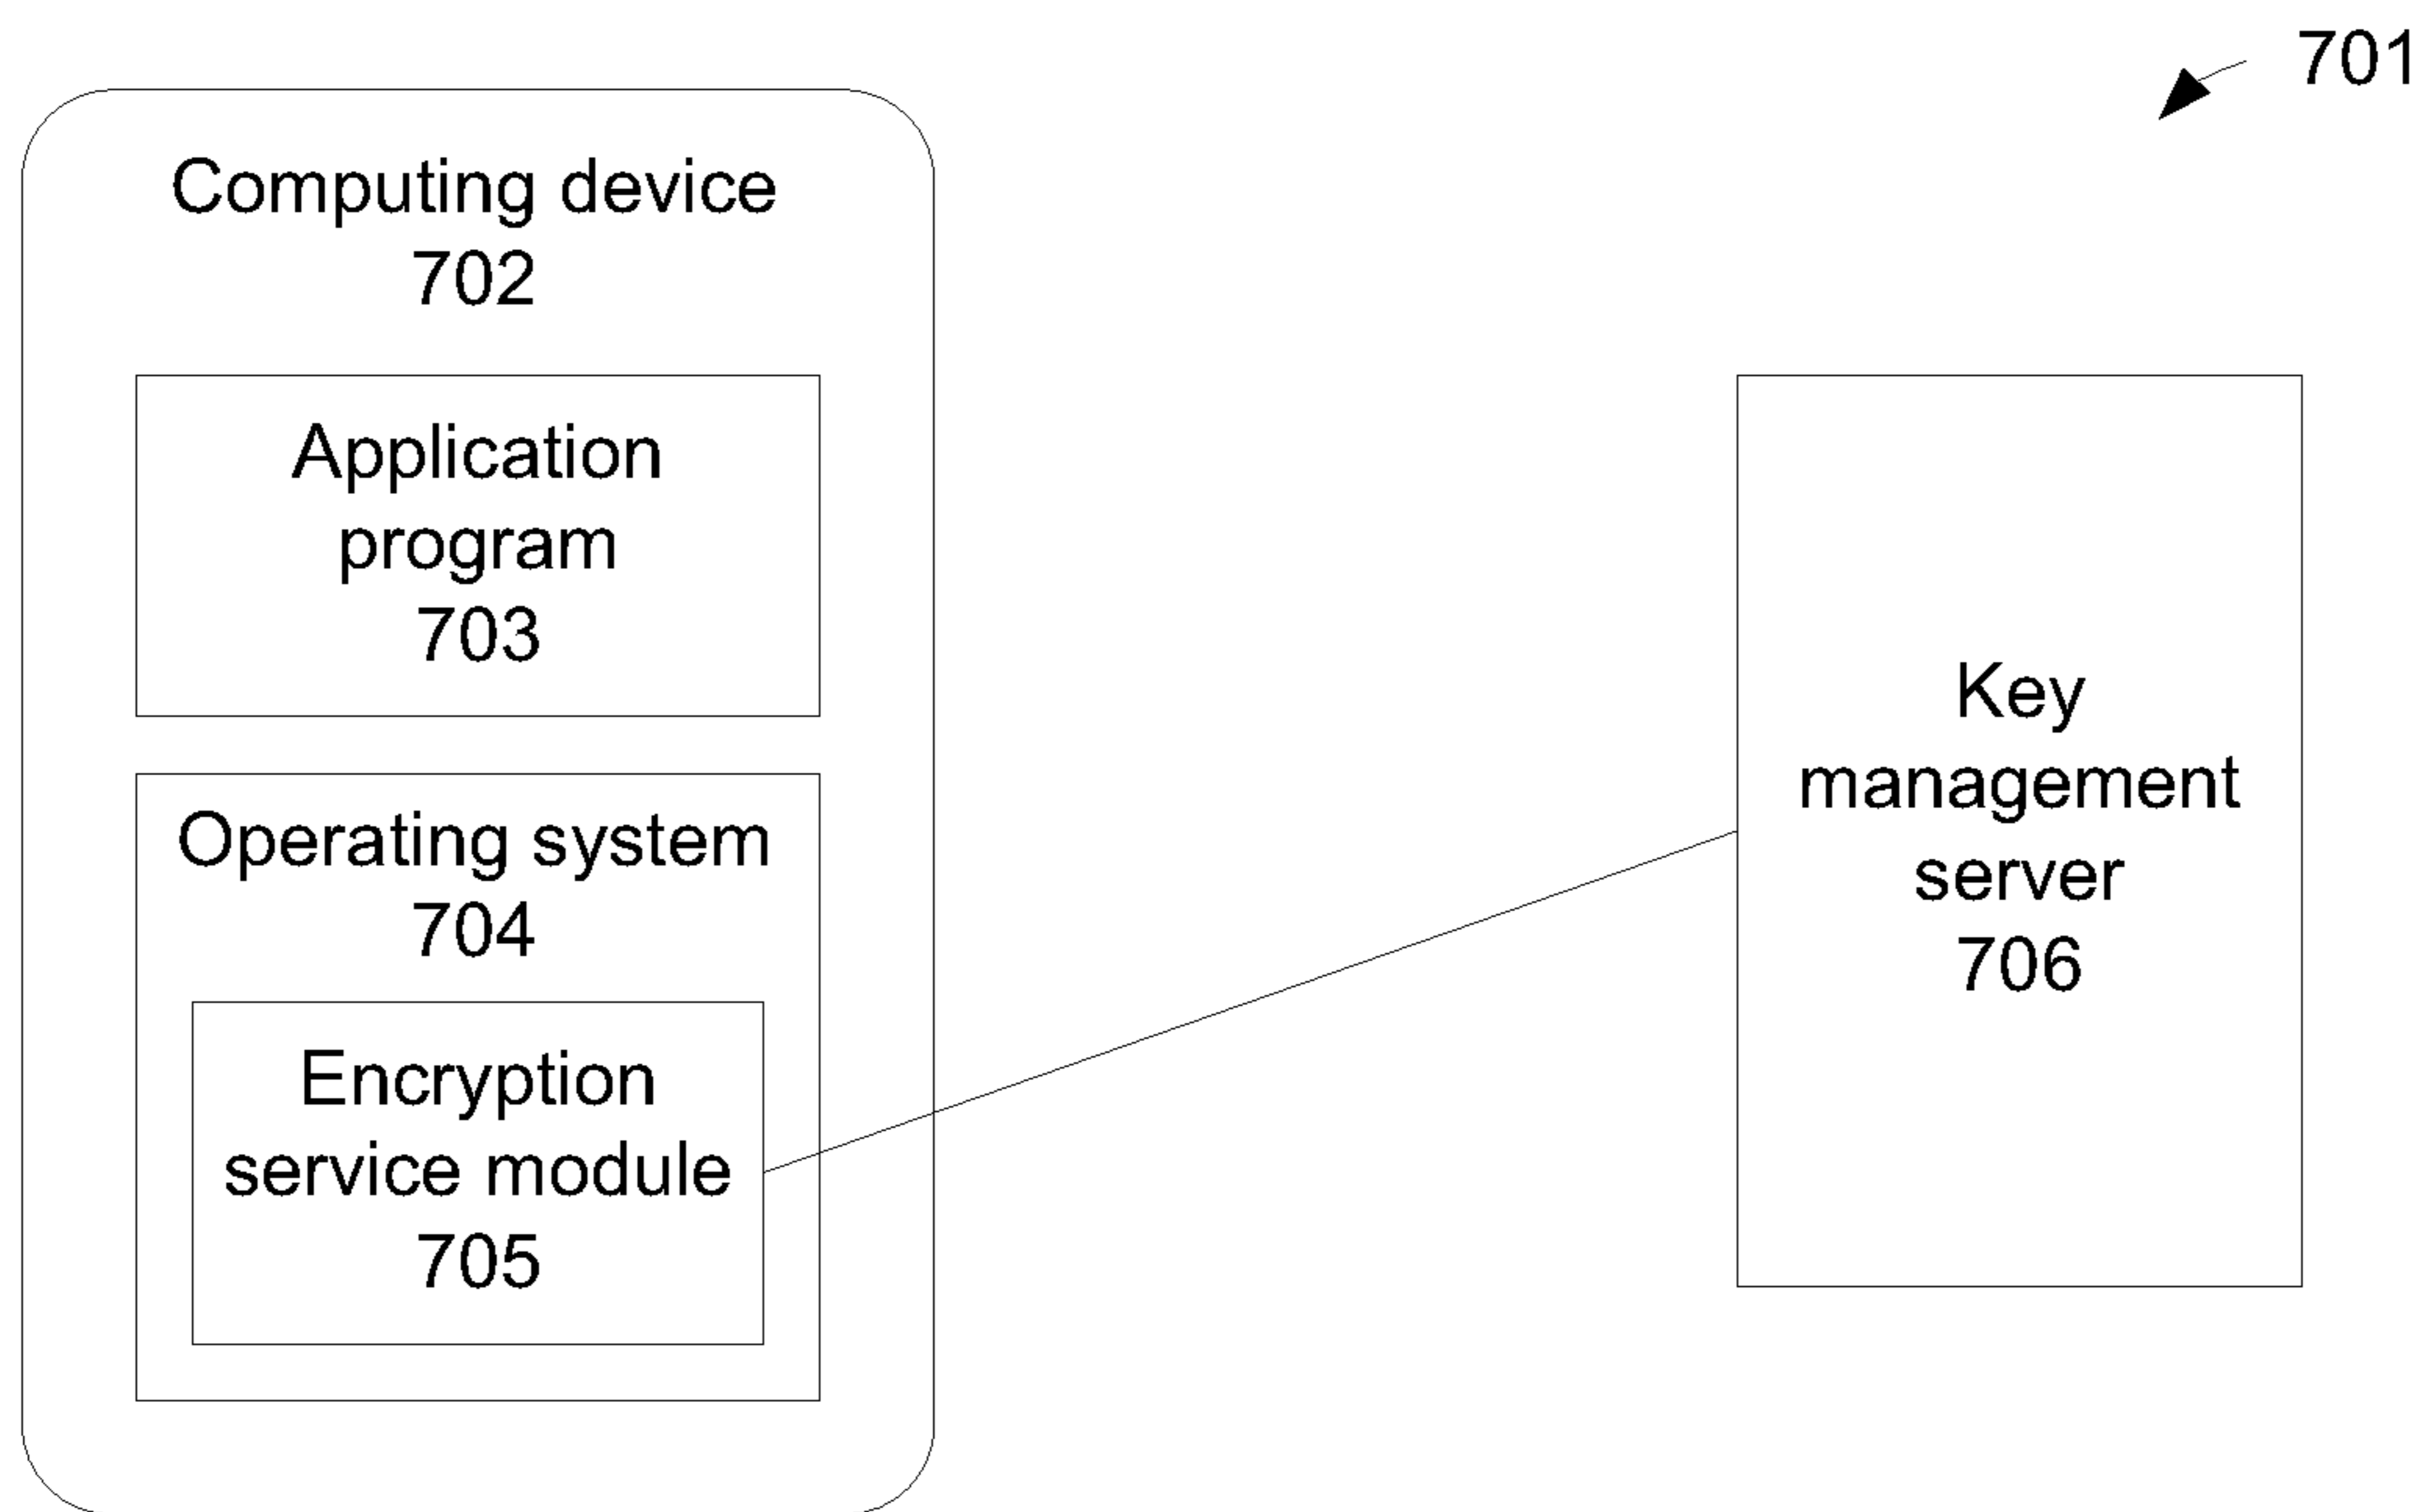 701
Computing device
702
Application
program
703
Operating system
704
Encryption
service module
705
Key
management
server
706